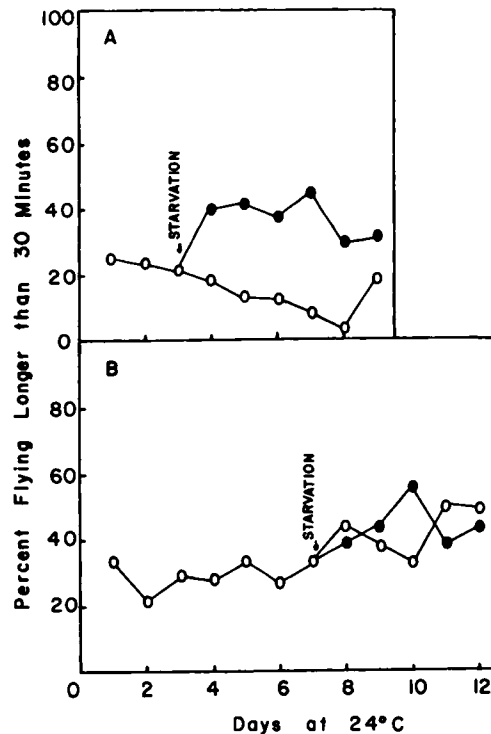 Percent Flying Longer than 30 Minutes
A
100
80
60
40
20
0
STARVATION
B
80
60
40
20
STARVATION
0 2 4 6 8 10 12
Days at 24°C